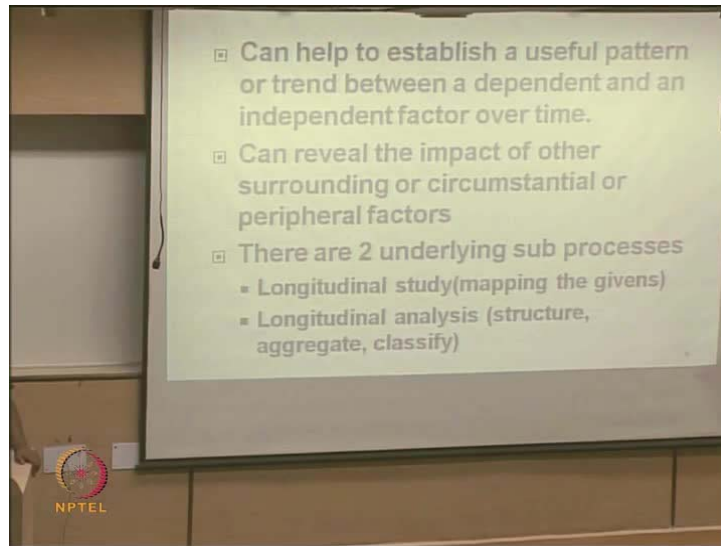 Can help to establish a useful pattern
or trend between a dependent and an
independent factor over time.
Can reveal the impact of other
surrounding or circumstantial or
peripheral factors
There are 2 underlying sub processes
Longitudinal study(mapping the givens)
Longitudinal analysis (structure,
aggregate, classify)
NPTEL